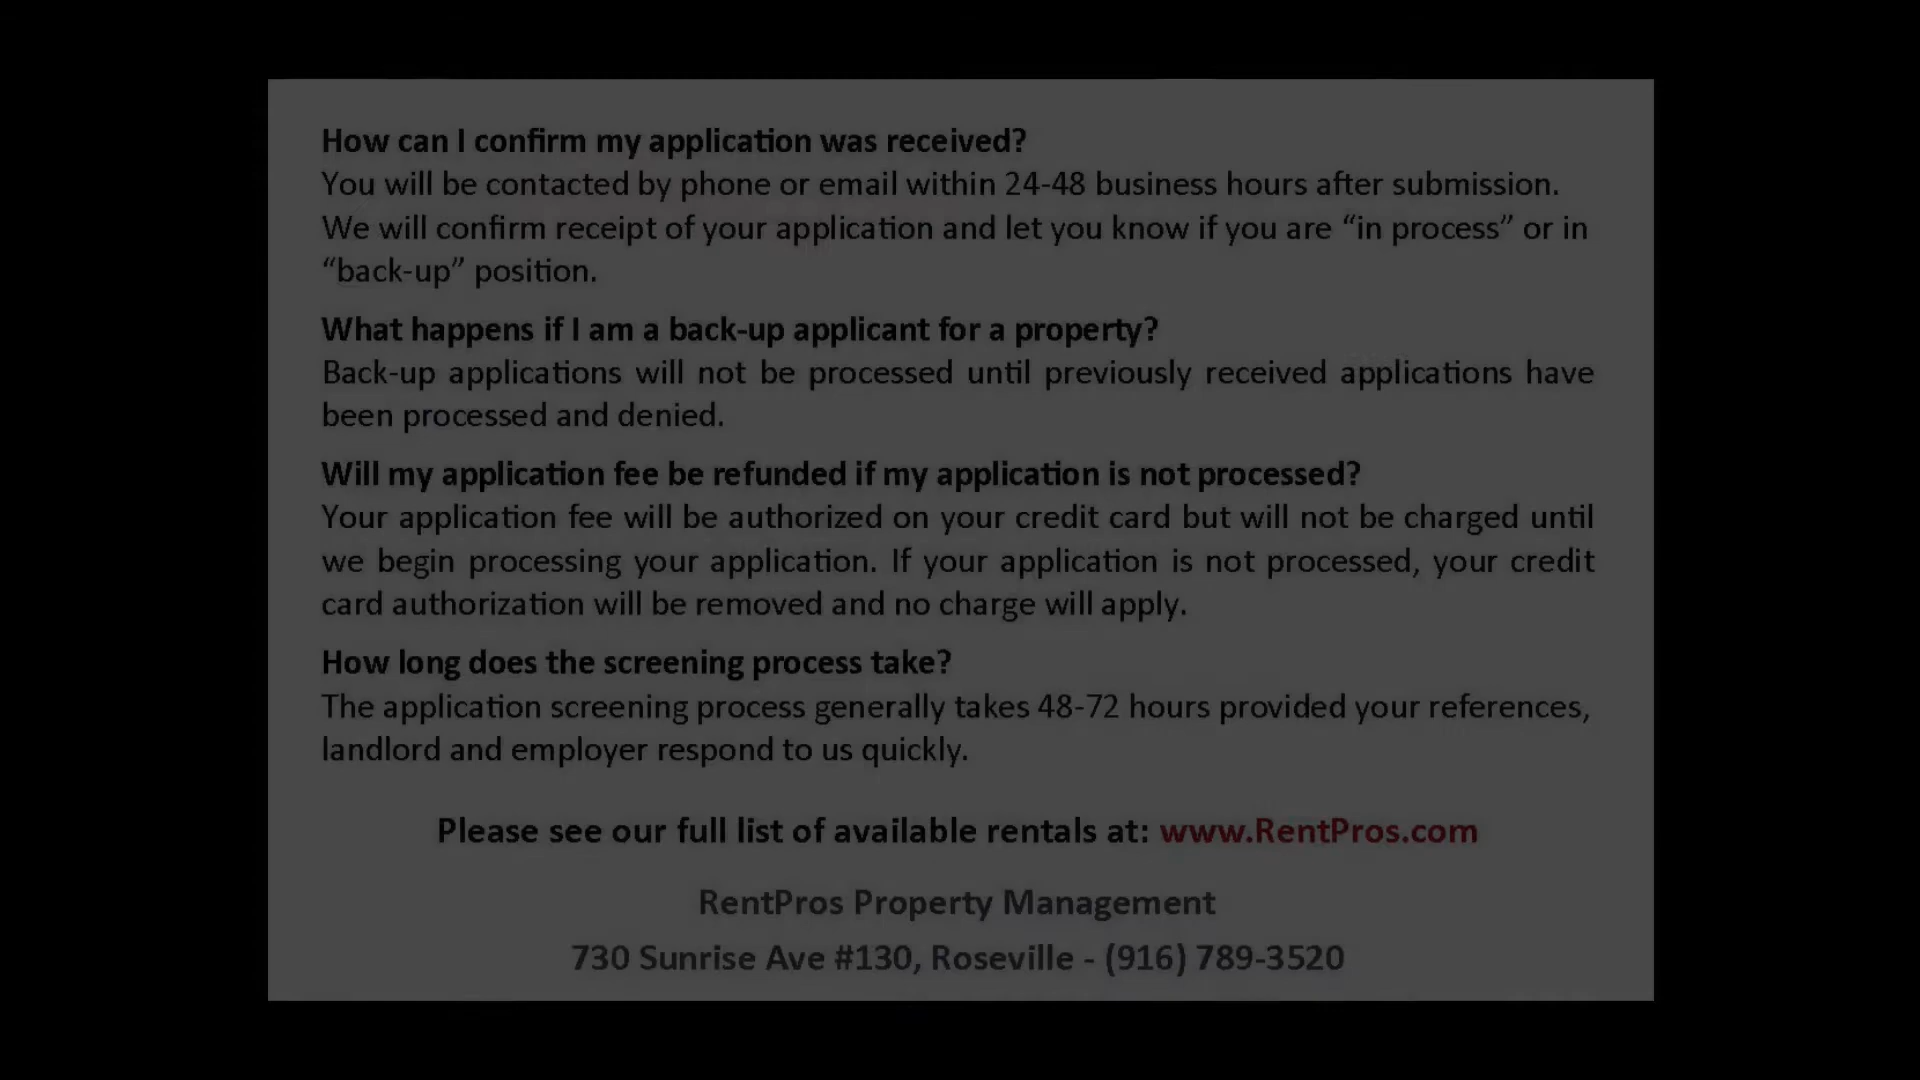 How can I confirm my application was received?
You will be contacted by phone or email within 24-48 business hours after submission.
We will confirm receipt of your application and let you know if you are “in process” or in
“back-up” position.
What happens if I am a back-up applicant for a property?
Back-up applications will not be processed until previously received applications have
been processed and denied.
Will my application fee be refunded if my application is not processed?
Your application fee will be authorized on your credit card but will not be charged until
we begin processing your application. If your application is not processed, your credit
card authorization will be removed and no charge will apply.
How long does the screening process take?
The application screening process generally takes 48-72 hours provided your references,
landlord and employer respond to us quickly.
Please see our full list of available rentals at: www.RentPros.com
RentPros Property Management
730 Sunrise Ave #130, Roseville - (916) 789-3520